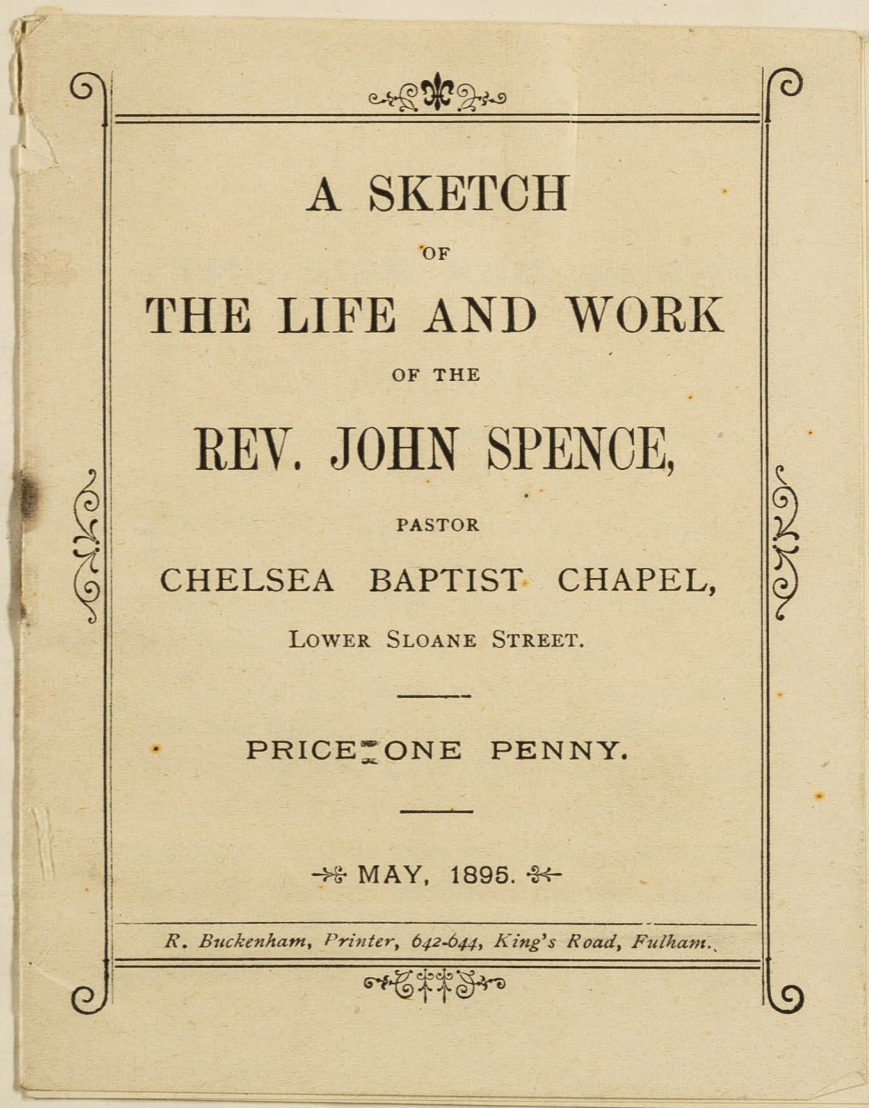 A SKETCH
OF
THE LIFE AND WORK
OF THE
REV. JOHN SPENCE,
PASTOR
CHELSEA BAPTIST CHAPEL,
LOWER SLOANE STREET.
PRICE ONE PENNY.
MAY, 1895.
R. Buckenham, Printer, 642-644, King's Road, Fulham.